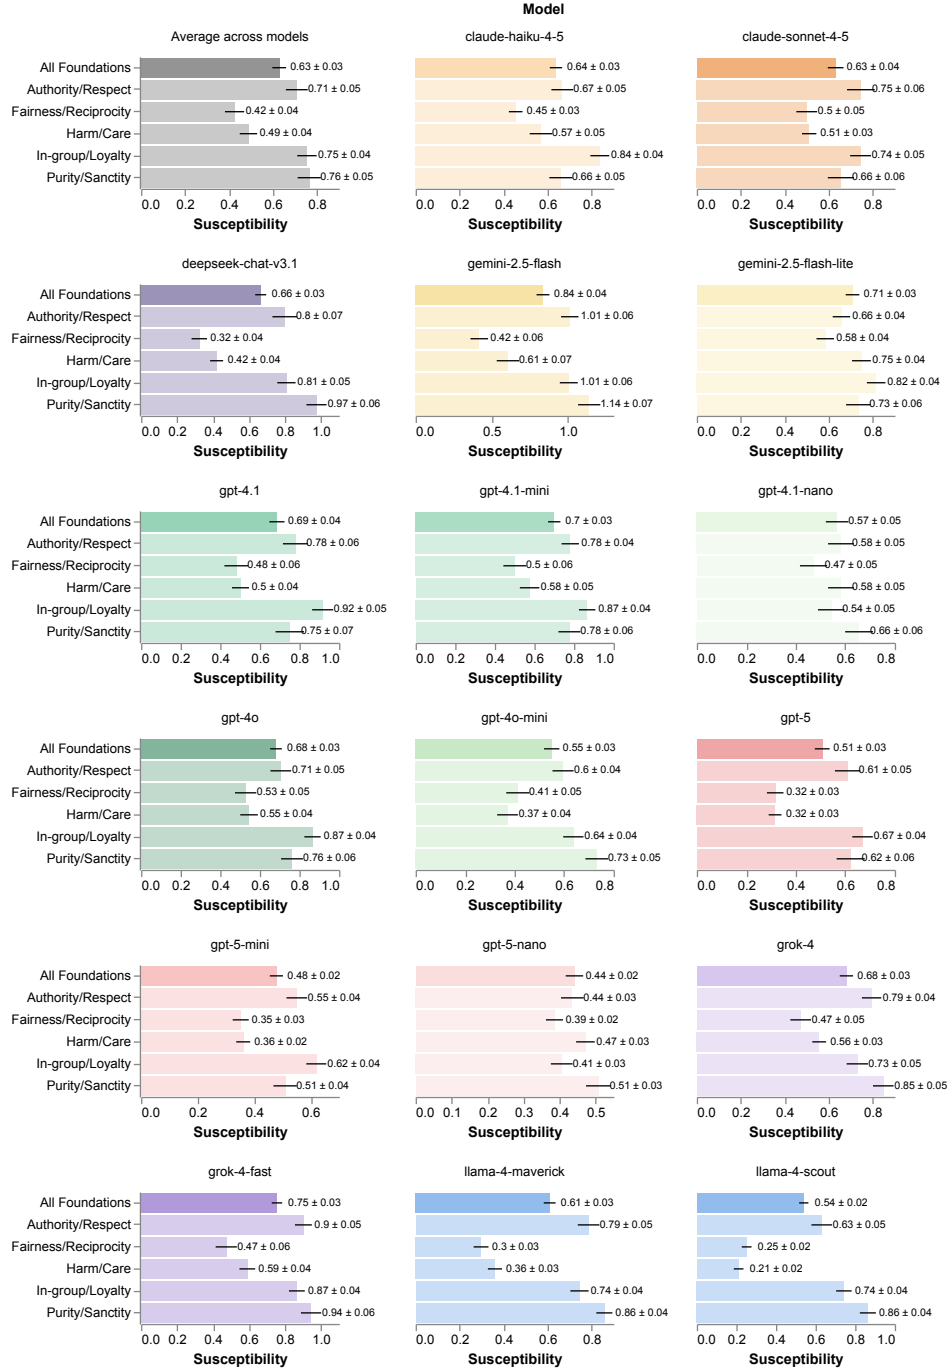 Model
Average across models
All Foundations 0.63 ± 0.03
Authority/Respect 0.71 ± 0.05
Fairness/Reciprocity 0.42 ± 0.04
Harm/Care 0.49 ± 0.04
In-group/Loyalty 0.75 ± 0.04
Purity/Sanctity 0.76 ± 0.05
0.0 0.2 0.4 0.6 0.8
Susceptibility
claude-haiku-4-5
0.64 ± 0.03
0.67 ± 0.05
0.45 ± 0.03
0.57 ± 0.05
0.84 ± 0.04
0.66 ± 0.05
0.0 0.2 0.4 0.6 0.8
Susceptibility
claude-sonnet-4-5
0.63 ± 0.04
0.75 ± 0.06
0.5 ± 0.05
0.51 ± 0.03
0.74 ± 0.05
0.66 ± 0.06
0.0 0.2 0.4 0.6 0.8
Susceptibility
deepseek-chat-v3.1
All Foundations 0.66 ± 0.03
Authority/Respect 0.8 ± 0.07
Fairness/Reciprocity 0.32 ± 0.04
Harm/Care 0.42 ± 0.04
In-group/Loyalty 0.81 ± 0.05
Purity/Sanctity 0.97 ± 0.06
0.0 0.2 0.4 0.6 0.8 1.0
Susceptibility
gemini-2.5-flash
0.84 ± 0.04
1.01 ± 0.06
0.42 ± 0.06
0.61 ± 0.07
1.01 ± 0.06
1.14 ± 0.07
0.0 0.5 1.0
Susceptibility
gemini-2.5-flash-lite
0.71 ± 0.03
0.66 ± 0.04
0.58 ± 0.04
0.75 ± 0.04
0.82 ± 0.04
0.73 ± 0.06
0.0 0.2 0.4 0.6 0.8
Susceptibility
gpt-4.1
All Foundations 0.69 ± 0.04
Authority/Respect 0.78 ± 0.06
Fairness/Reciprocity 0.48 ± 0.06
Harm/Care 0.5 ± 0.04
In-group/Loyalty 0.92 ± 0.05
Purity/Sanctity 0.75 ± 0.07
0.0 0.2 0.4 0.6 0.8 1.0
Susceptibility
gpt-4.1-mini
0.7 ± 0.03
0.78 ± 0.04
0.5 ± 0.06
0.58 ± 0.05
0.87 ± 0.04
0.78 ± 0.06
0.0 0.2 0.4 0.6 0.8 1.0
Susceptibility
gpt-4.1-nano
0.57 ± 0.05
0.58 ± 0.05
0.47 ± 0.05
0.58 ± 0.05
0.54 ± 0.05
0.66 ± 0.06
0.0 0.2 0.4 0.6 0.8
Susceptibility
gpt-4o
All Foundations 0.68 ± 0.03
Authority/Respect 0.71 ± 0.05
Fairness/Reciprocity 0.53 ± 0.05
Harm/Care 0.55 ± 0.04
In-group/Loyalty 0.87 ± 0.04
Purity/Sanctity 0.76 ± 0.06
0.0 0.2 0.4 0.6 0.8 1.0
Susceptibility
gpt-4o-mini
0.55 ± 0.03
0.6 ± 0.04
0.41 ± 0.05
0.37 ± 0.04
0.64 ± 0.04
0.73 ± 0.05
0.0 0.2 0.4 0.6 0.8
Susceptibility
gpt-5
0.51 ± 0.03
0.61 ± 0.05
0.32 ± 0.03
0.32 ± 0.03
0.67 ± 0.04
0.62 ± 0.06
0.0 0.2 0.4 0.6 0.8
Susceptibility
gpt-5-mini
All Foundations 0.48 ± 0.02
Authority/Respect 0.55 ± 0.04
Fairness/Reciprocity 0.35 ± 0.03
Harm/Care 0.36 ± 0.02
In-group/Loyalty 0.62 ± 0.04
Purity/Sanctity 0.51 ± 0.04
0.0 0.2 0.4 0.6
Susceptibility
gpt-5-nano
0.44 ± 0.02
0.44 ± 0.03
0.39 ± 0.02
0.47 ± 0.03
0.41 ± 0.03
0.51 ± 0.03
0.0 0.1 0.2 0.3 0.4 0.5
Susceptibility
grok-4
0.68 ± 0.03
0.79 ± 0.04
0.47 ± 0.05
0.56 ± 0.03
0.73 ± 0.05
0.85 ± 0.05
0.0 0.2 0.4 0.6 0.8
Susceptibility
grok-4-fast
All Foundations 0.75 ± 0.03
Authority/Respect 0.9 ± 0.05
Fairness/Reciprocity 0.47 ± 0.06
Harm/Care 0.59 ± 0.04
In-group/Loyalty 0.87 ± 0.04
Purity/Sanctity 0.94 ± 0.06
0.0 0.2 0.4 0.6 0.8 1.0
Susceptibility
llama-4-maverick
0.61 ± 0.03
0.79 ± 0.05
0.3 ± 0.03
0.36 ± 0.03
0.74 ± 0.04
0.86 ± 0.04
0.0 0.2 0.4 0.6 0.8
Susceptibility
llama-4-scout
0.54 ± 0.02
0.63 ± 0.05
0.25 ± 0.02
0.21 ± 0.02
0.74 ± 0.04
0.86 ± 0.04
0.0 0.2 0.4 0.6 0.8 1.0
Susceptibility